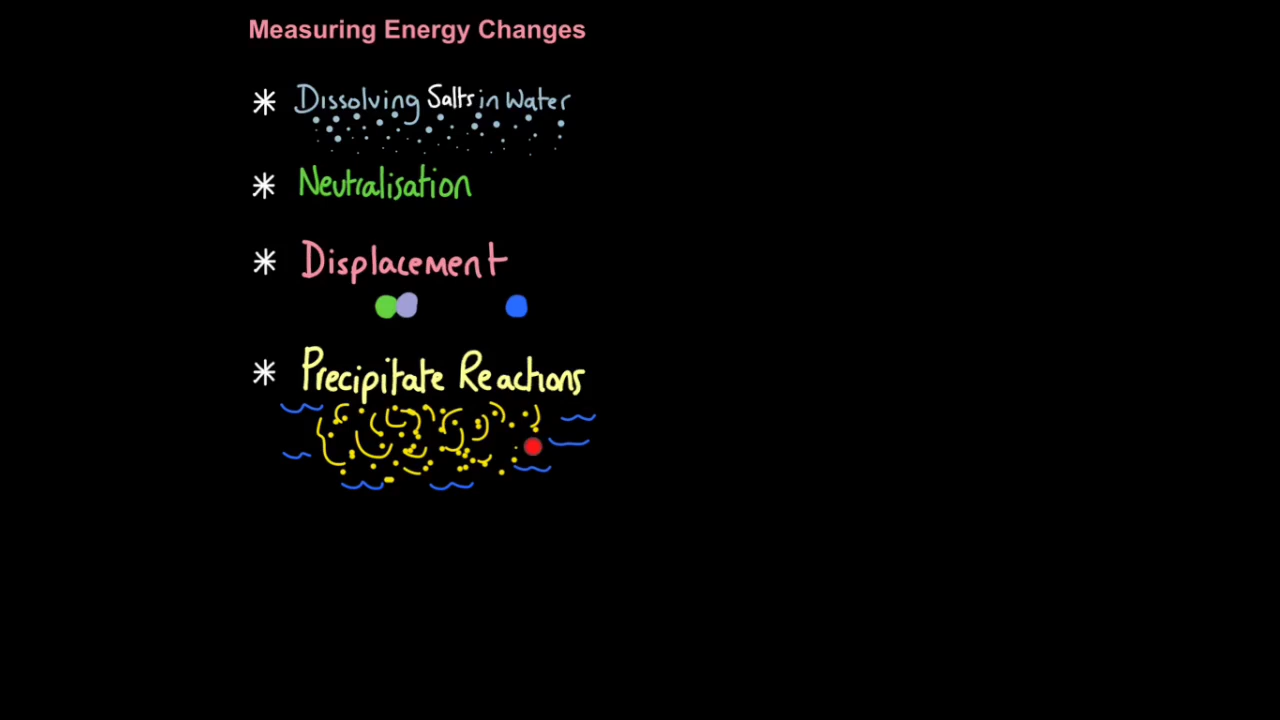 Measuring Energy Changes
* Dissolving Salts in Water
* Neutralisation
* Displacement
* Precipitate Reactions